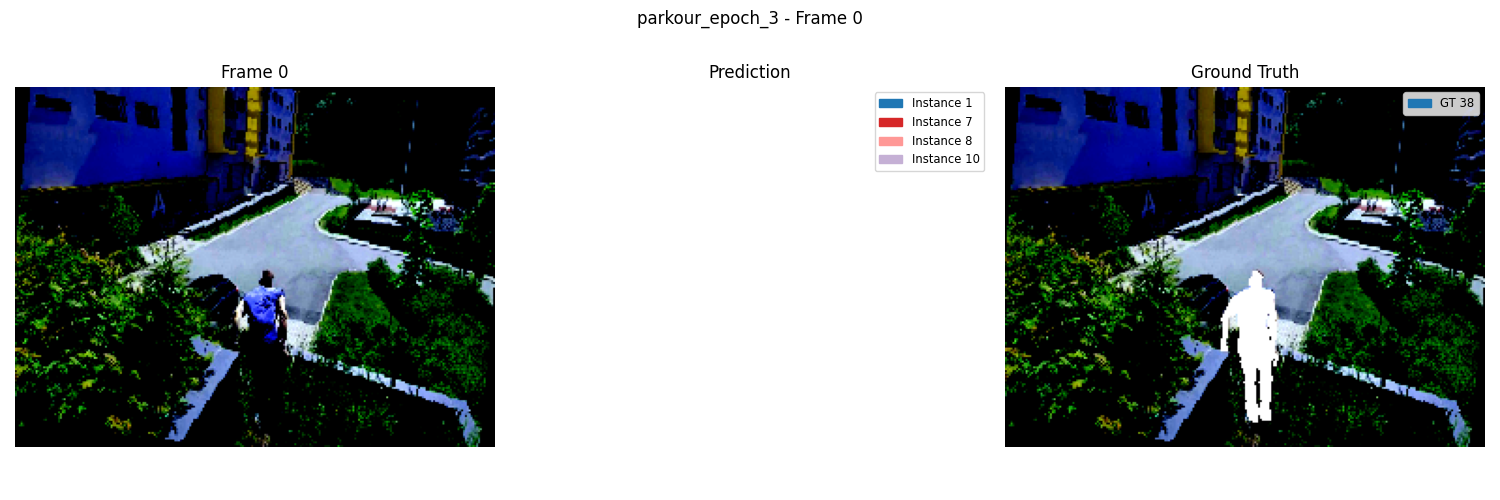 parkour_epoch_3 - Frame 0
Frame 0
Prediction
Ground Truth
Instance 1
Instance 7
Instance 8
Instance 10
GT 38